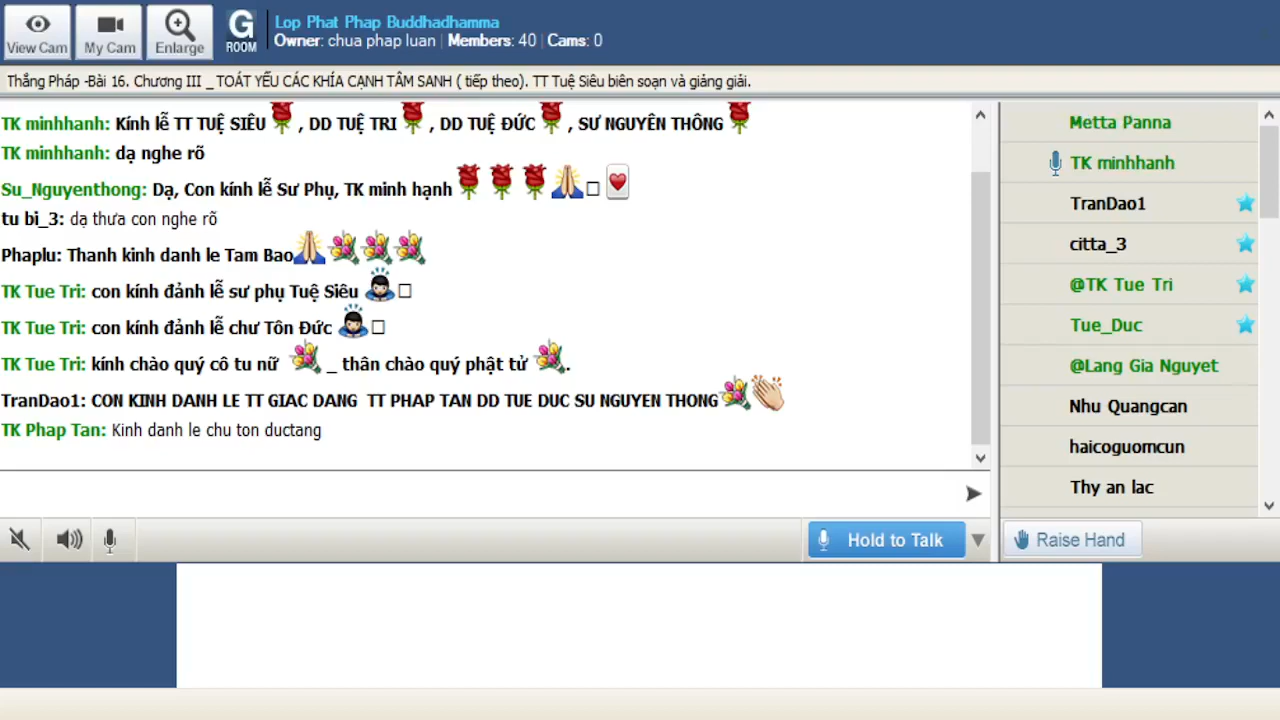 View Cam
My Cam
Enlarge
G
ROOM
Lop Phat Phap Buddhadhamma
Owner: chua phap luan | Members: 40 | Cams: 0
Thắng Pháp -Bài 16. Chương III _TOÁT YẾU CÁC KHÍA CẠNH TÂM SANH ( tiếp theo). TT Tuệ Siêu biên soạn và giảng giải.
TK minhhanh: Kính lễ TT TUỆ SIÊU , DD TUỆ TRI , DD TUỆ ĐỨC , SƯ NGUYÊN THÔNG
TK minhhanh: dạ nghe rõ
Su_Nguyenthong: Dạ, Con kính lễ Sư Phụ, TK minh hạnh
tu bi_3: dạ thưa con nghe rõ
Phaplu: Thanh kinh danh le Tam Bao
TK Tue Tri: con kính đảnh lễ sư phụ Tuệ Siêu
TK Tue Tri: con kính đảnh lễ chư Tôn Đức
TK Tue Tri: kính chào quý cô tu nữ _ thân chào quý phật tử .
TranDao1: CON KINH DANH LE TT GIAC DANG TT PHAP TAN DD TUE DUC SU NGUYEN THONG
TK Phap Tan: Kinh danh le chu ton ductang
Metta Panna
TK minhhanh
TranDao1
citta_3
@TK Tue Tri
Tue_Duc
@Lang Gia Nguyet
Nhu Quangcan
haicoguomcun
Thy an lac
Hold to Talk
Raise Hand